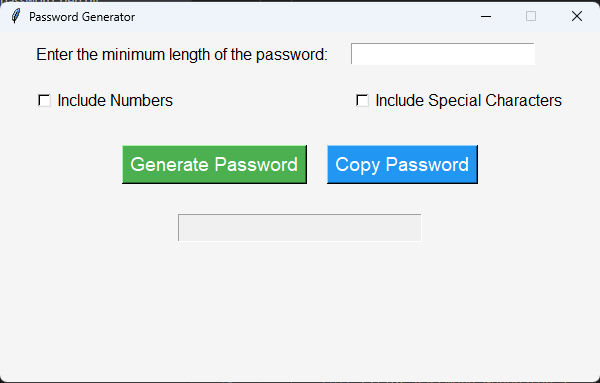 Password Generator
Enter the minimum length of the password:
Include Numbers
Include Special Characters
Generate Password
Copy Password